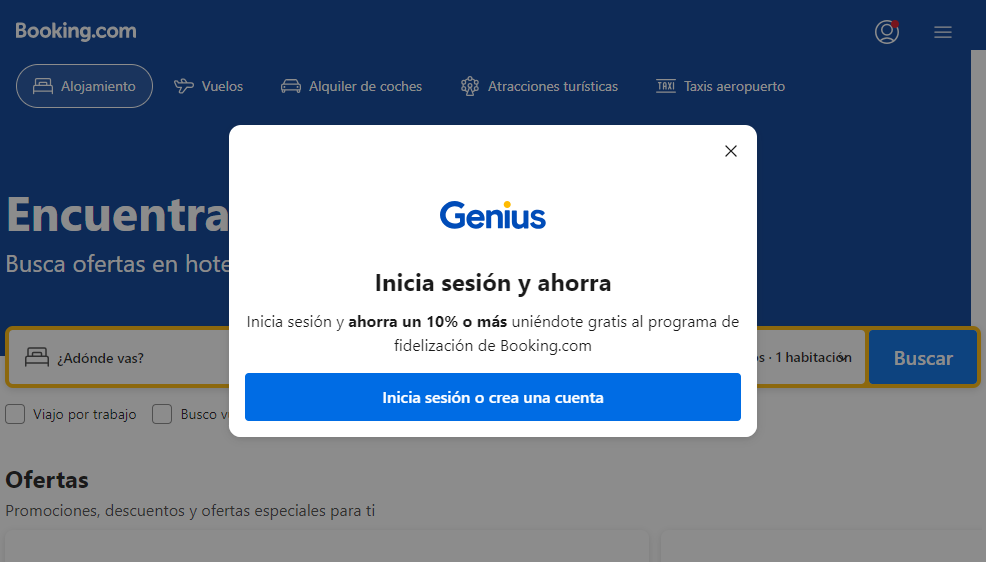 Booking.com
Alojamiento
Vuelos
Alquiler de coches
Atracciones turísticas
TAXI Taxis aeropuerto
Encuentra
Busca ofertas en hote
Genius
Inicia sesión y ahorra
Inicia sesión y ahorra un 10% o más uniéndote gratis al programa de
fidelización de Booking.com
Inicia sesión o crea una cuenta
¿Adónde vas?
s · 1 habitación
Buscar
Viajo por trabajo
Busco v
Ofertas
Promociones, descuentos y ofertas especiales para ti